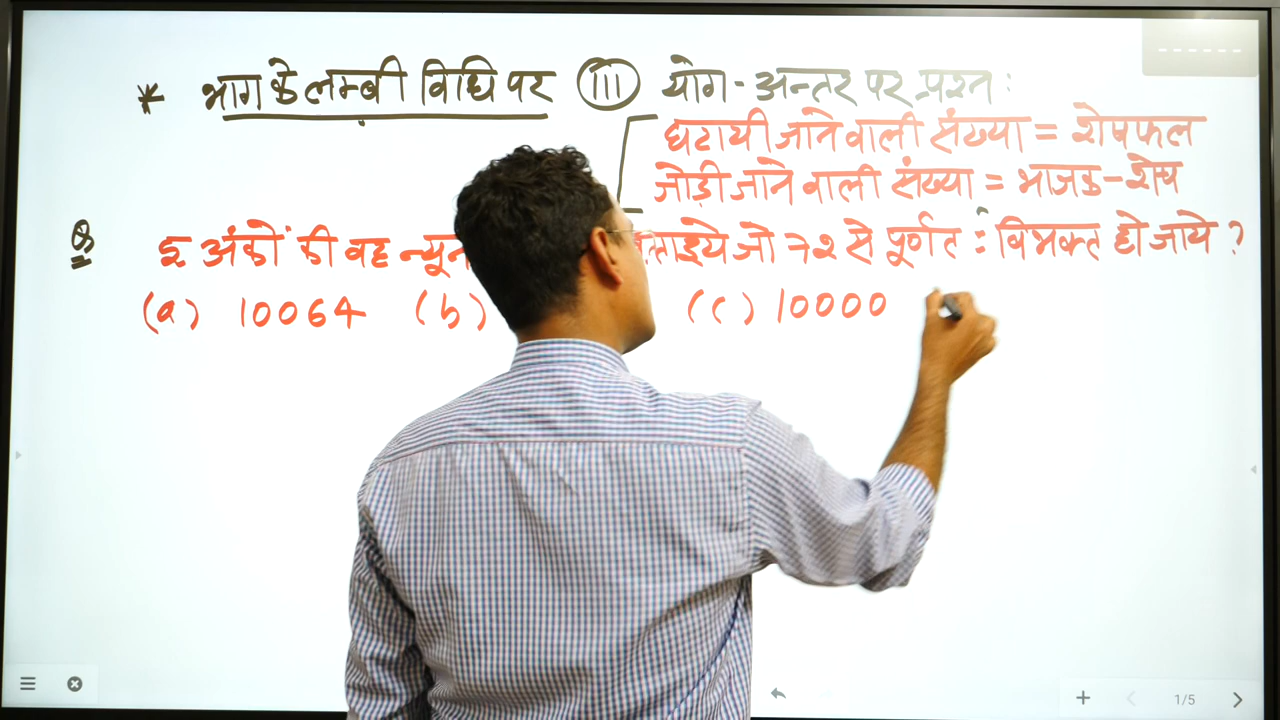 * भाग के लम्बी विधि पर (III) योग - अन्तर पर प्रश्न :
घटायी जाने वाली संख्या = शेषफल
जोड़ी जाने वाली संख्या = भाजक - शेष
Q 5 अंकों की वह न्यून ताइये जो 72 से पूर्णत : विभक्त हो जाये ?
(a) 10064 (b) (c) 10000
1/5